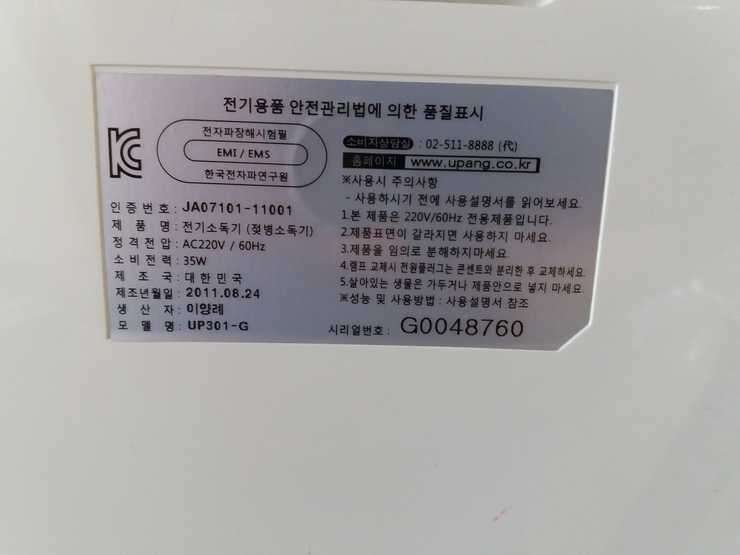 전기용품 안전관리법에 의한 품질표시
전자파장해시험필
EMI / EMS
한국전자파연구원
소비자상담실 : 02-511-8888 (代)
홈페이지 www.upang.co.kr
인 증 번 호 : JA07101-11001
제 품 명 : 전기소독기 (젖병소독기)
정 격 전 압 : AC220V / 60Hz
소 비 전 력 : 35W
제 조 국 : 대한민국
제조년월일 : 2011.08.24
생 산 자 : 이양례
모 델 명 : UP301-G
※사용시 주의사항
- 사용하시기 전에 사용설명서를 읽어보세요.
1.본 제품은 220V/60Hz 전용제품입니다.
2.제품표면이 갈라지면 사용하지 마세요.
3.제품을 임의로 분해하지마세요.
4.램프 교체시 전원플러그는 콘센트와 분리한 후 교체하세요.
5.살아있는 생물은 가두거나 제품안으로 넣지 마세요.
※성능 및 사용방법 : 사용설명서 참조
시리얼번호 : G0048760